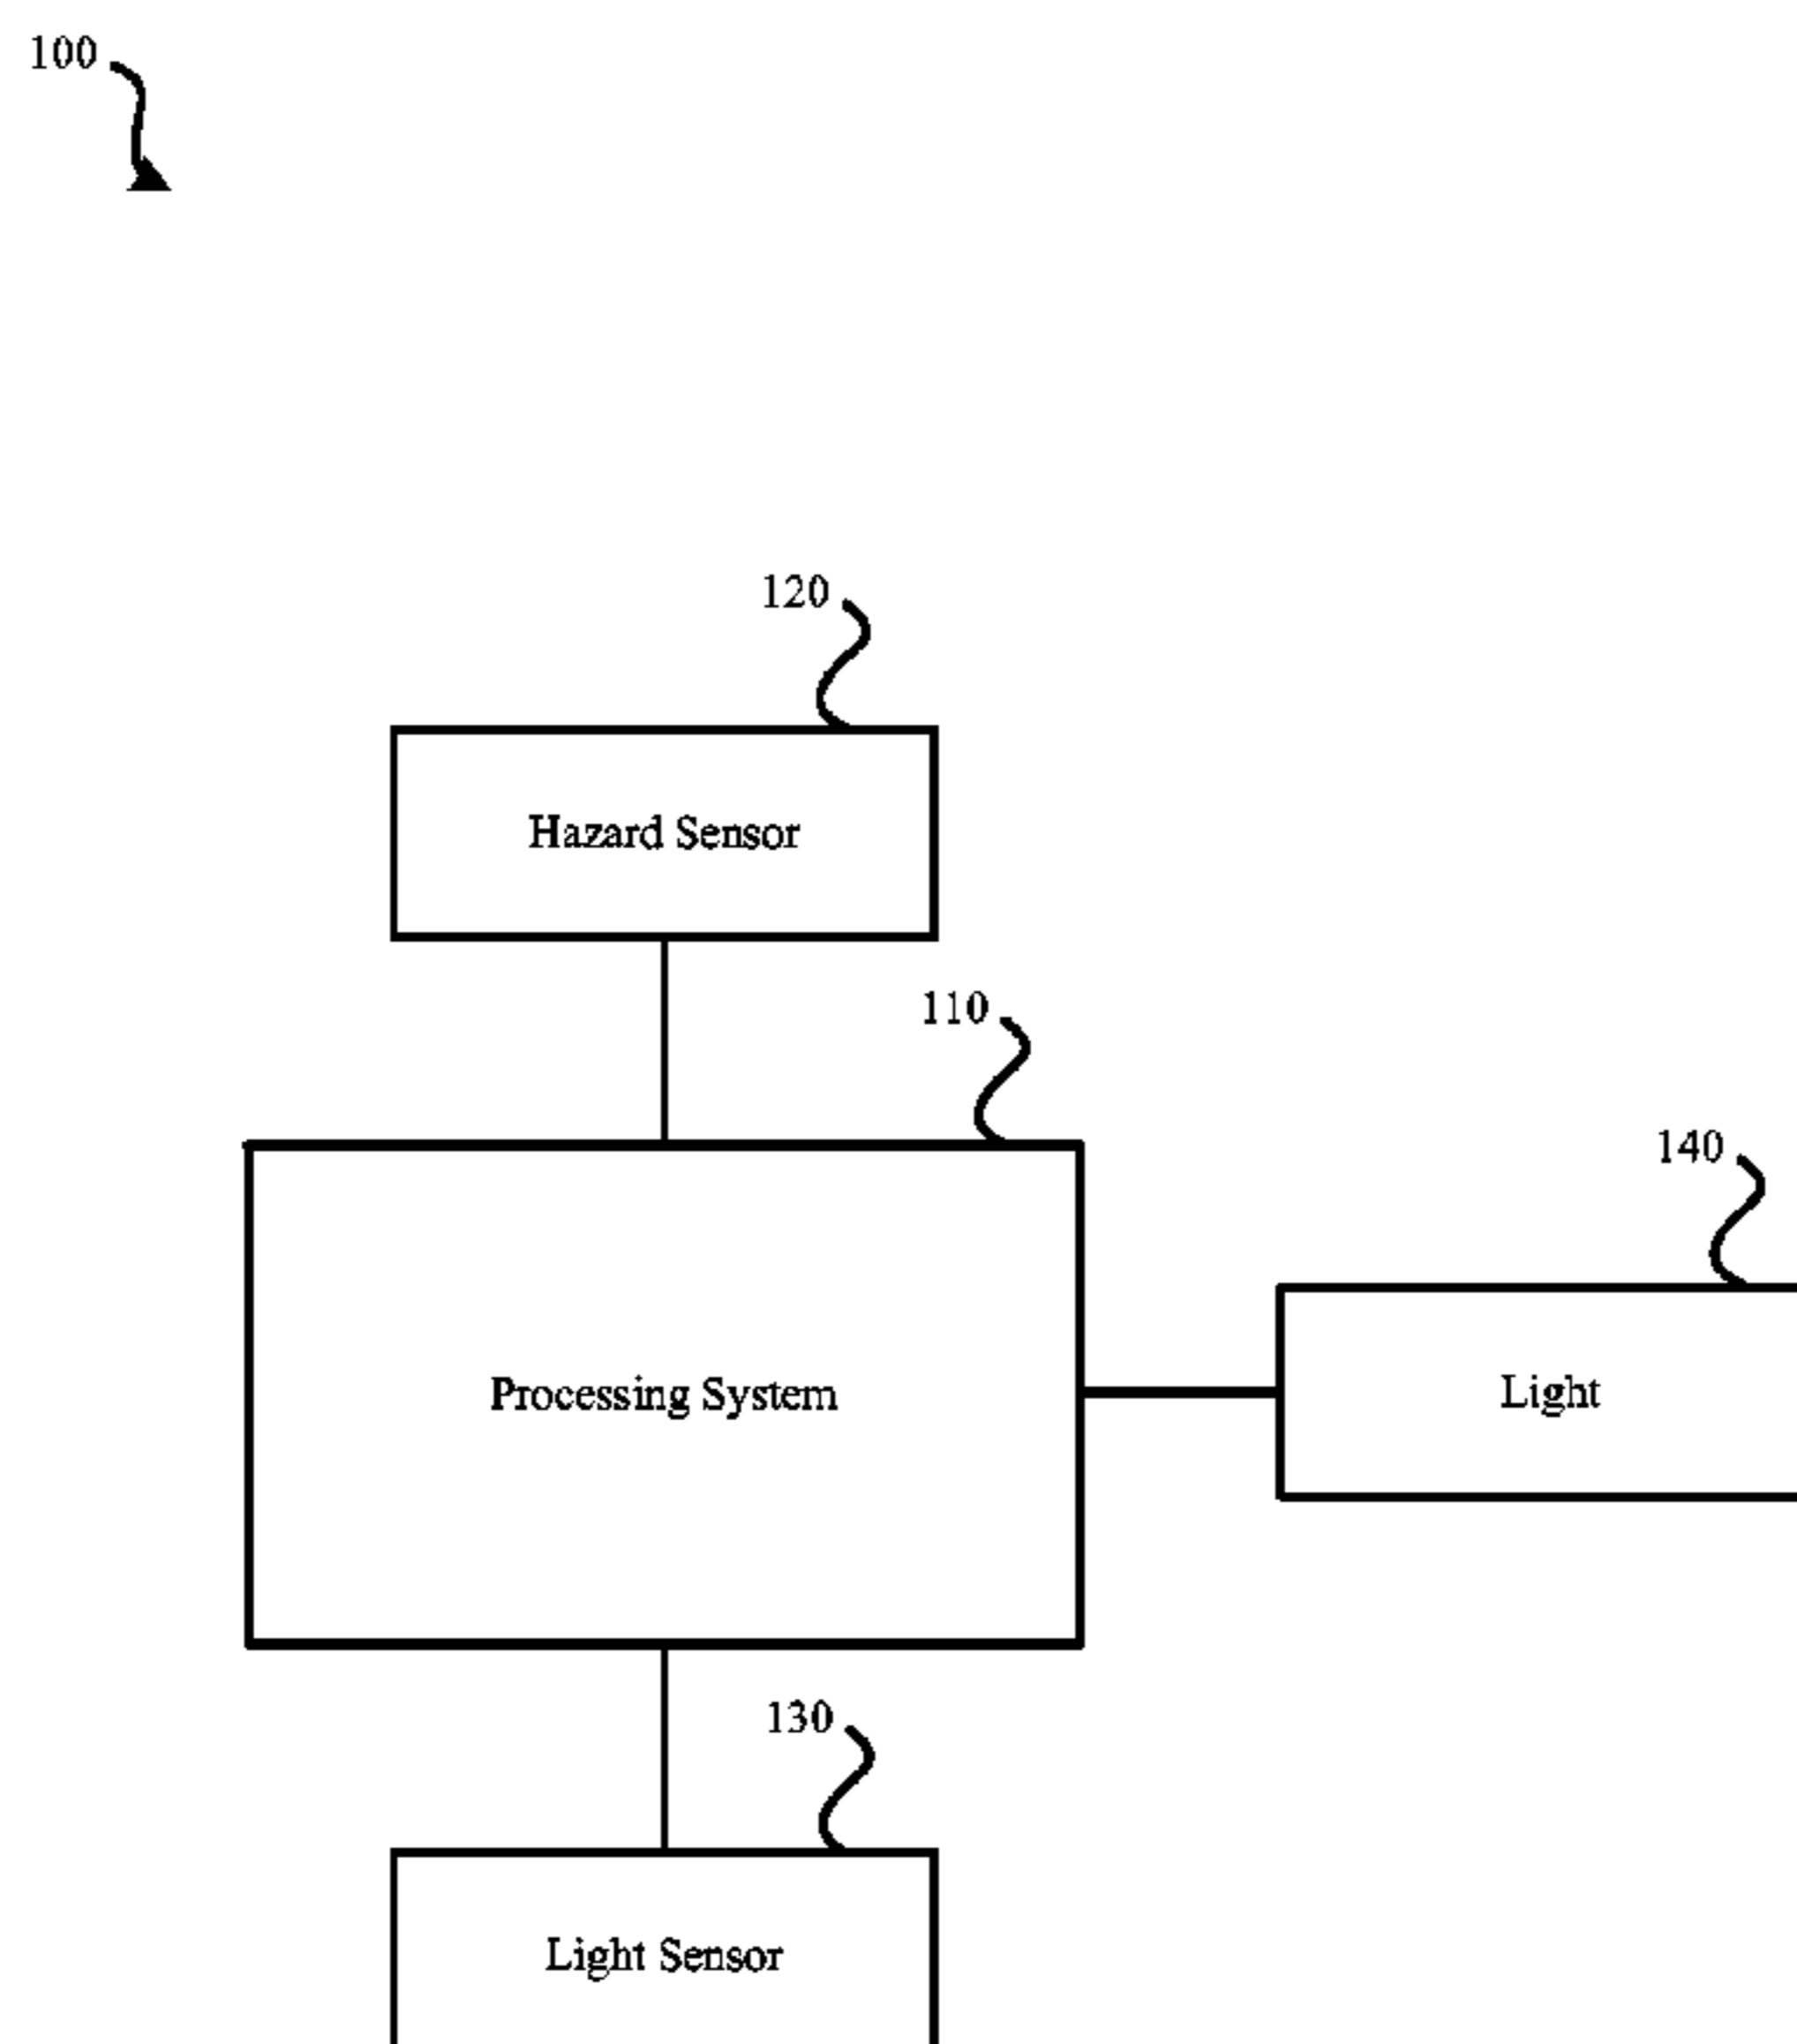 100
120
Hazard Sensor
110
140
Processing System
Light
130
Light Sensor